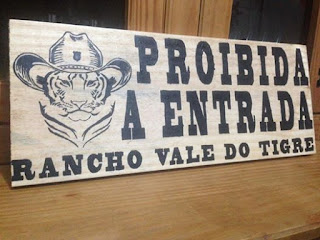 PROIBIDA
A ENTRADA
RANCHO VALE DO TIGRE